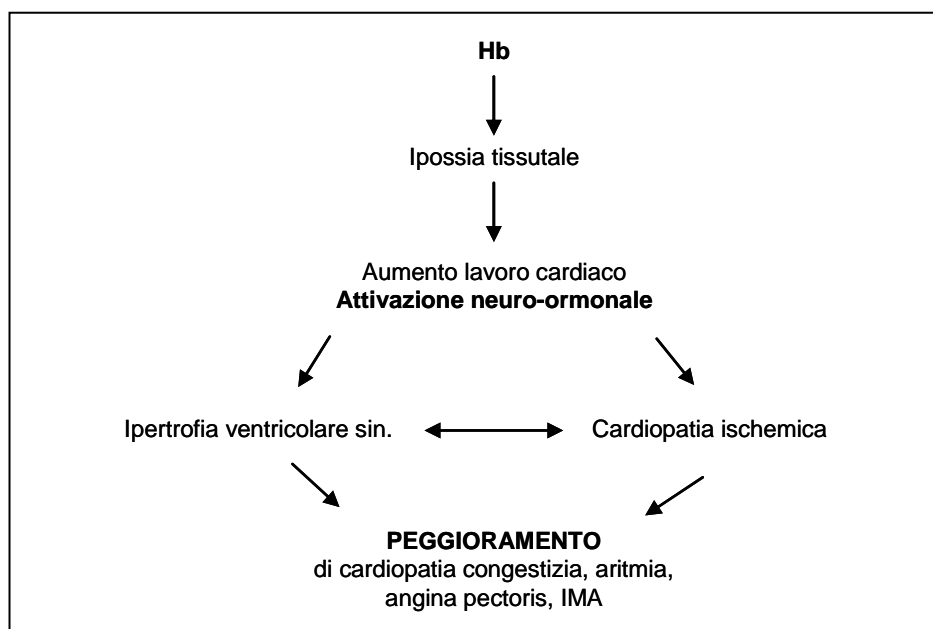 Hb
Ipossia tissutale
Aumento lavoro cardiaco
Attivazione neuro-ormonale
Ipertrofia ventricolare sin.
Cardiopatia ischemica
PEGGIORAMENTO
di cardiopatia congestizia, aritmia,
angina pectoris, IMA